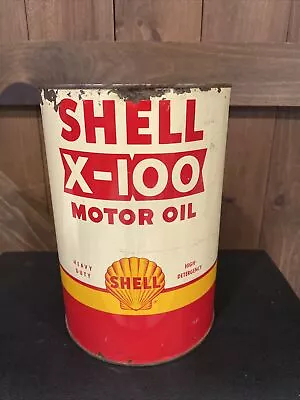 SHELL
X-100
MOTOR OIL
HEAVY DUTY
HIGH-DETERGENCY
SHELL